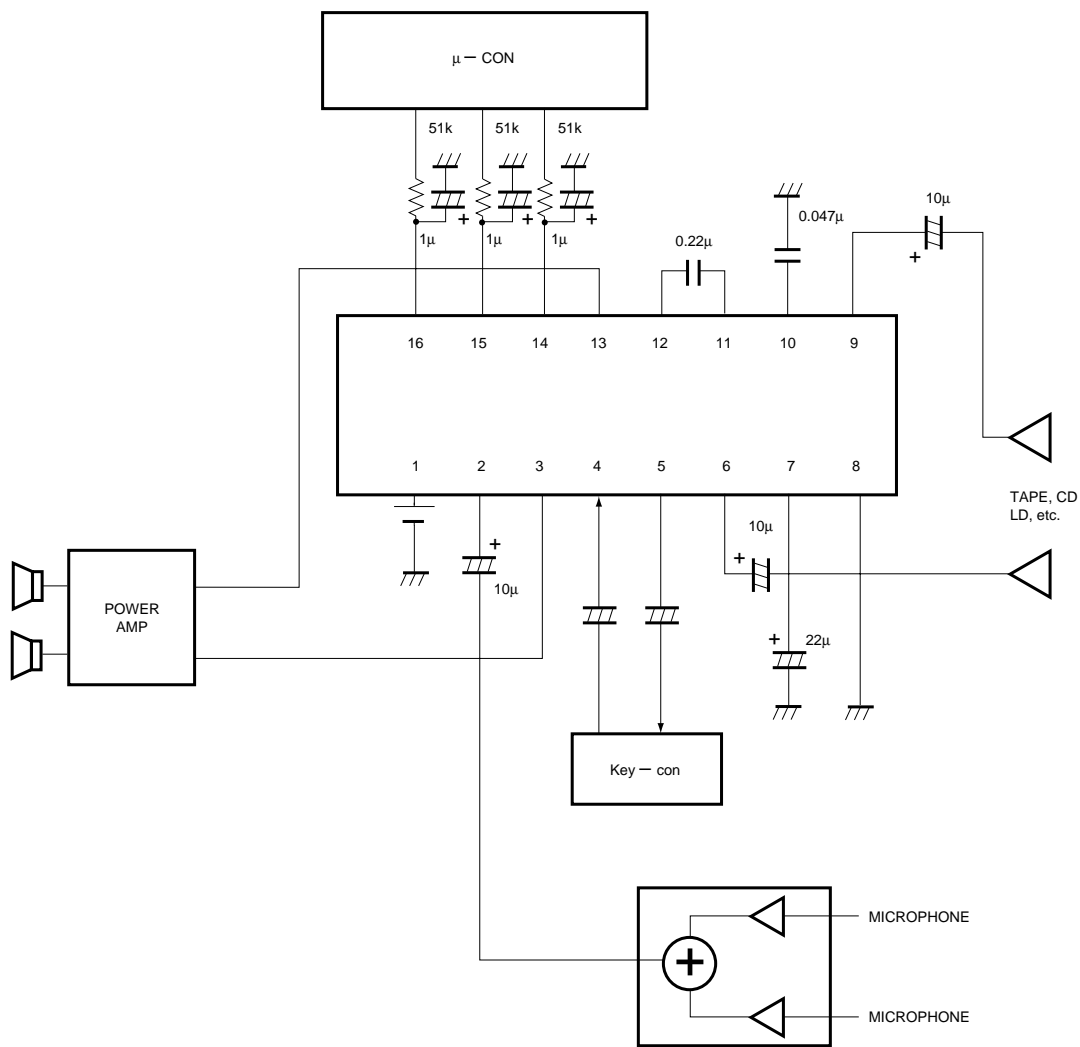 μ − CON
51k 51k 51k
+ + +
1μ 1μ 1μ
0.22μ
0.047μ
10μ
+
16 15 14 13 12 11 10 9
1 2 3 4 5 6 7 8
TAPE, CD
LD, etc.
+
10μ
10μ
+
+
22μ
POWER
AMP
Key − con
MICROPHONE
+
MICROPHONE